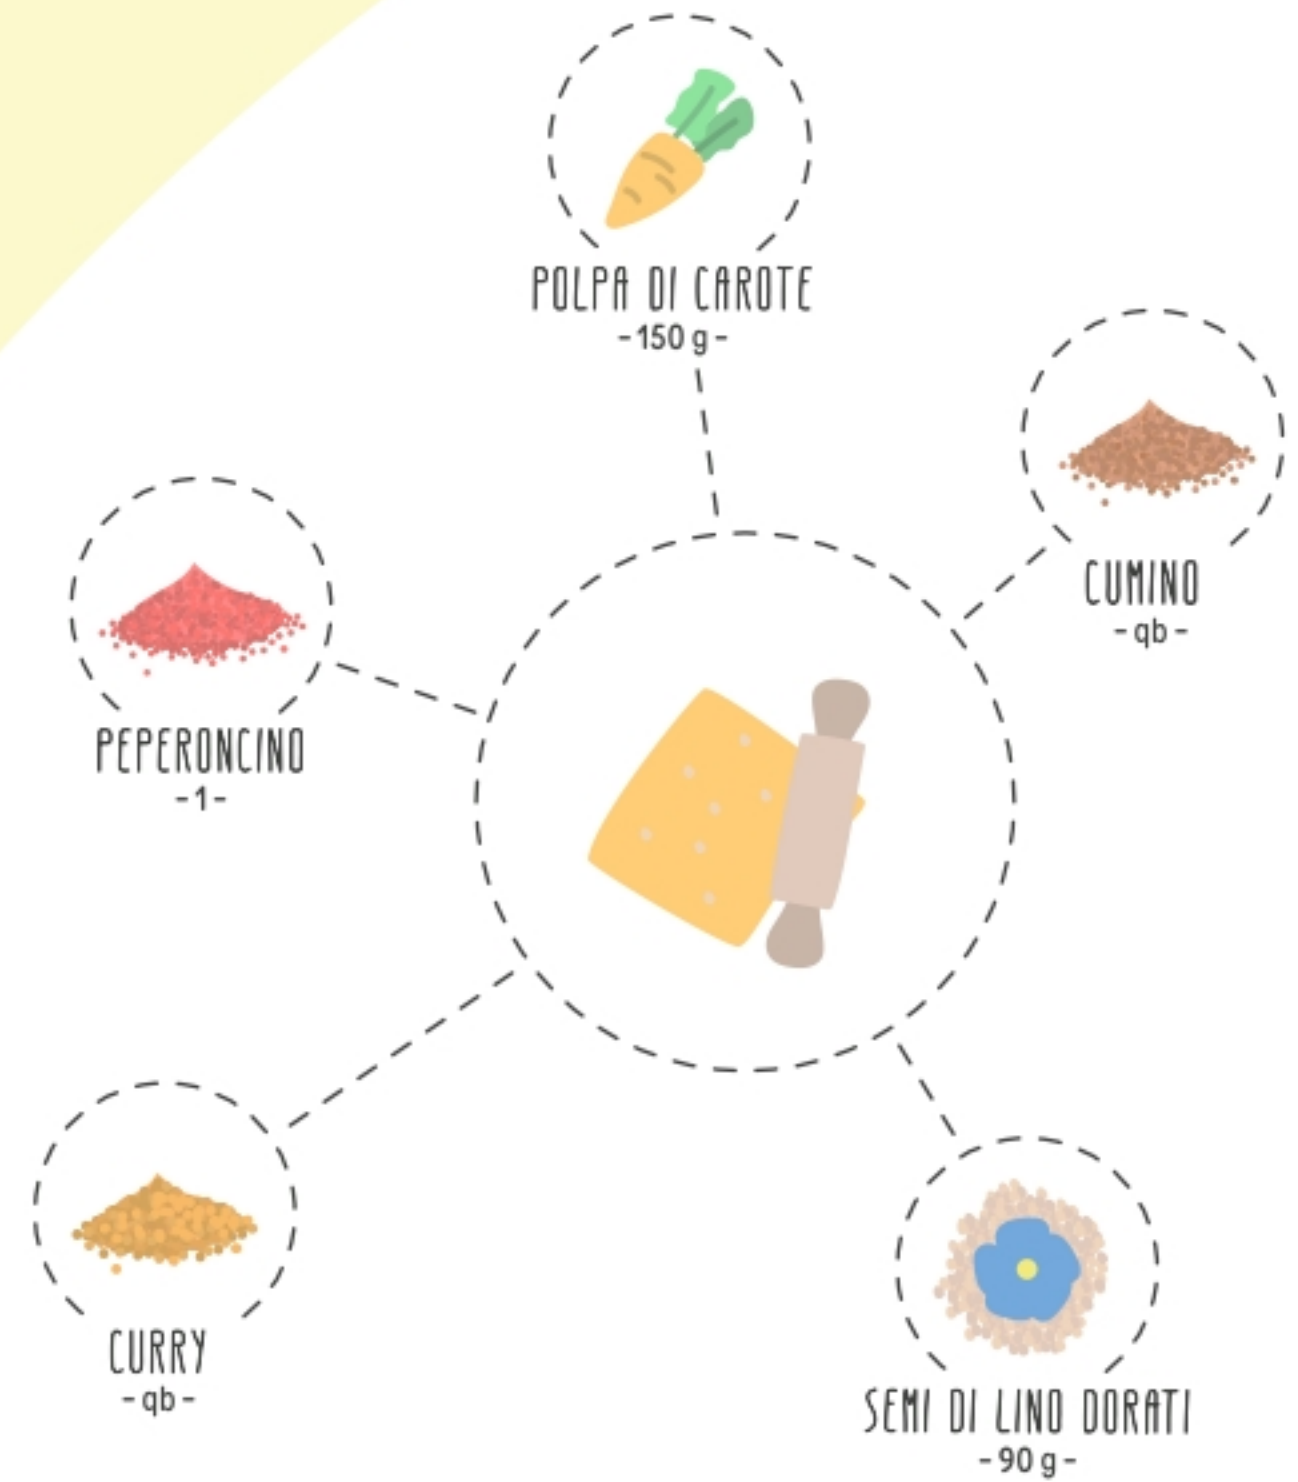 POLPA DI CAROTE
-150 g-
CUMINO
-qb-
PEPERONCINO
-1-
CURRY
-qb-
SEMI DI LINO DORATI
-90 g-